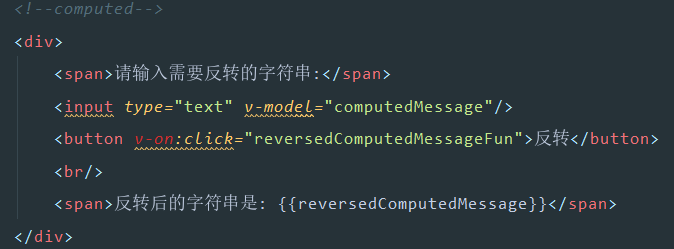 <!--computed-->
<div>
<span>请输入需要反转的字符串:</span>
<input type="text" v-model="computedMessage"/>
<button v-on:click="reversedComputedMessageFun">反转</button>
<br/>
<span>反转后的字符串是: {{reversedComputedMessage}}</span>
</div>